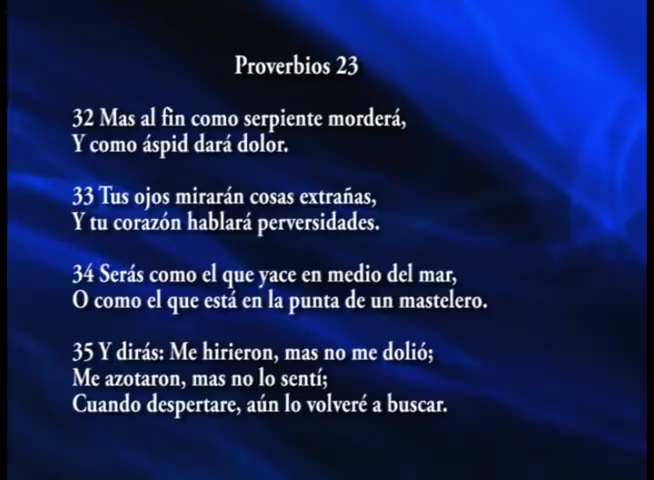 Proverbios 23
32 Mas al fin como serpiente morderá,
Y como áspid dará dolor.
33 Tus ojos mirarán cosas extrañas,
Y tu corazón hablará perversidades.
34 Serás como el que yace en medio del mar,
O como el que está en la punta de un mastelero.
35 Y dirás: Me hirieron, mas no me dolió;
Me azotaron, mas no lo sentí;
Cuando despertare, aún lo volveré a buscar.